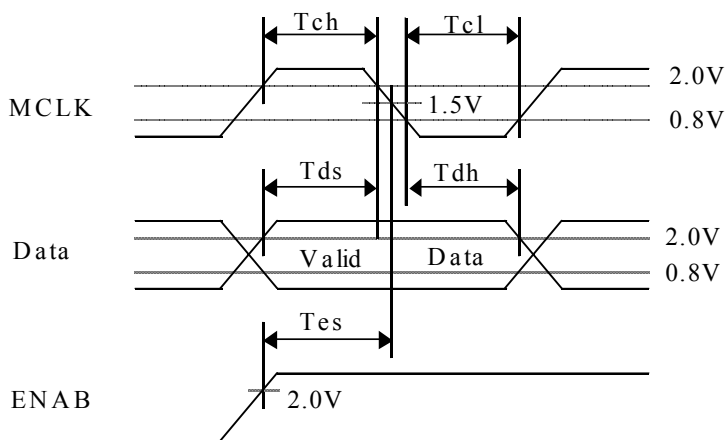 Tch
Tcl
2.0V
MCLK
1.5V
0.8V
Tds
Tdh
Data
2.0V
Valid
Data
0.8V
Tes
ENAB
2.0V